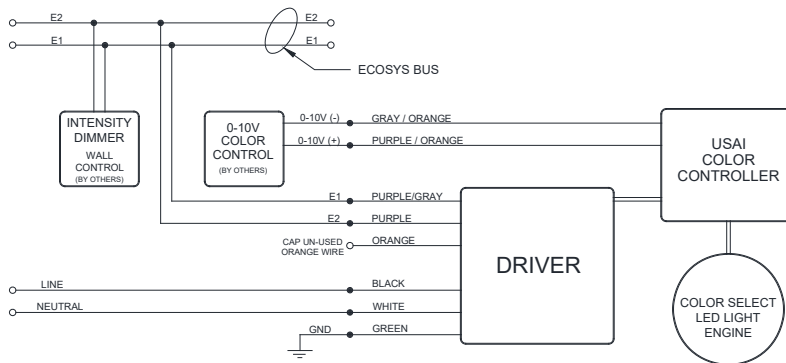 E2 E2
E1 E1
ECOSYS BUS
INTENSITY
DIMMER
WALL
CONTROL
(BY OTHERS)
0-10V
COLOR
CONTROL
(BY OTHERS)
0-10V (-) GRAY / ORANGE
0-10V (+) PURPLE / ORANGE
USAI
COLOR
CONTROLLER
E1 PURPLE/GRAY
E2 PURPLE
CAP UN-USED
ORANGE WIRE
ORANGE
DRIVER
LINE BLACK
NEUTRAL WHITE
GND GREEN
COLOR SELECT
LED LIGHT
ENGINE